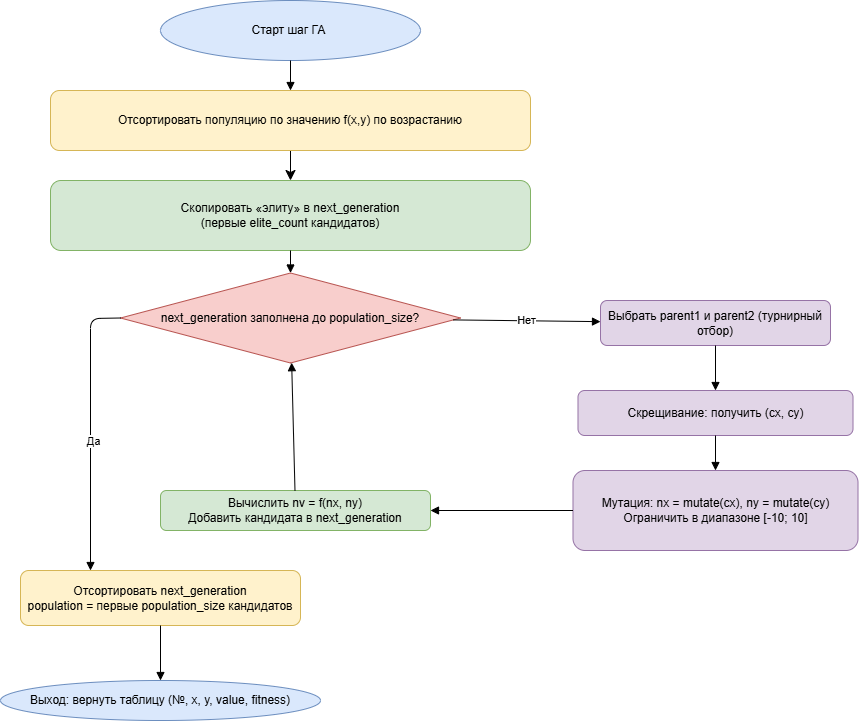 Старт шаг ГА
Отсортировать популяцию по значению f(x,y) по возрастанию
Скопировать «элиту» в next_generation
(первые elite_count кандидатов)
next_generation заполнена до population_size?
Нет
Выбрать parent1 и parent2 (турнирный
отбор)
Скрещивание: получить (cx, cy)
Мутация: nx = mutate(cx), ny = mutate(cy)
Ограничить в диапазоне [-10; 10]
Вычислить nv = f(nx, ny)
Добавить кандидата в next_generation
Да
Отсортировать next_generation
population = первые population_size кандидатов
Выход: вернуть таблицу (№, x, y, value, fitness)